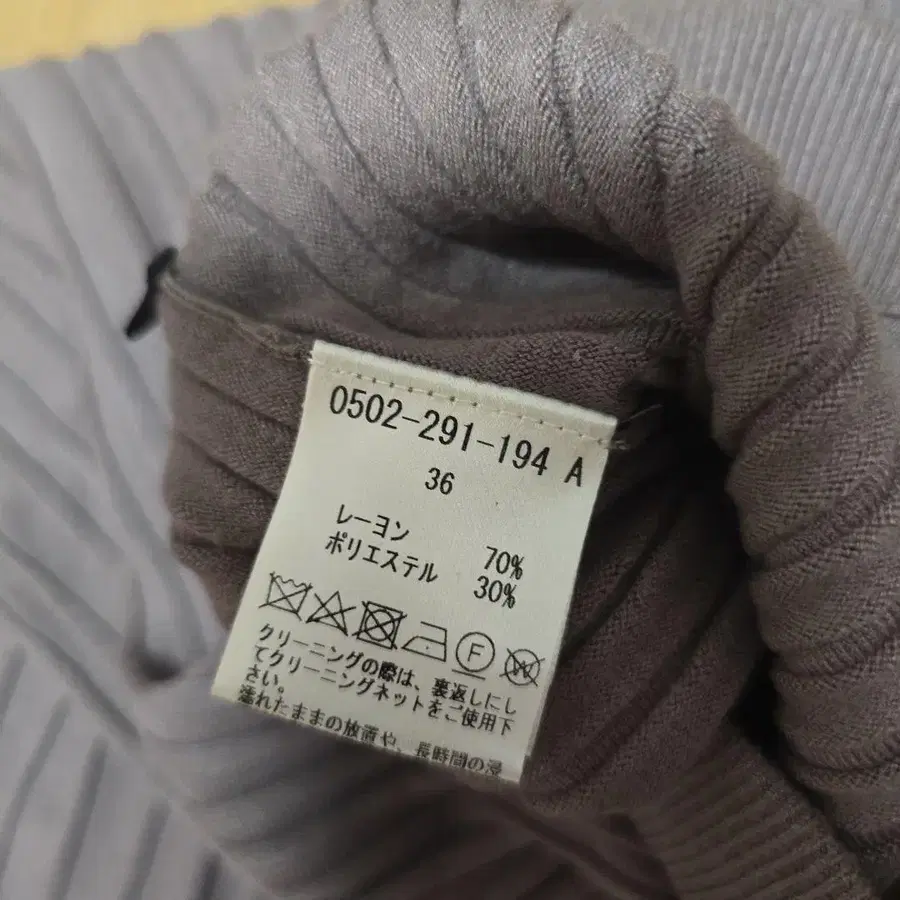 0502-291-194 A
36
レーヨン 70%
ポリエステル 30%
F W
クリーニングの際は、裏返しにし
てクリーニングネットをご使用下
さい。
濡れたままの放置や、長時間の浸